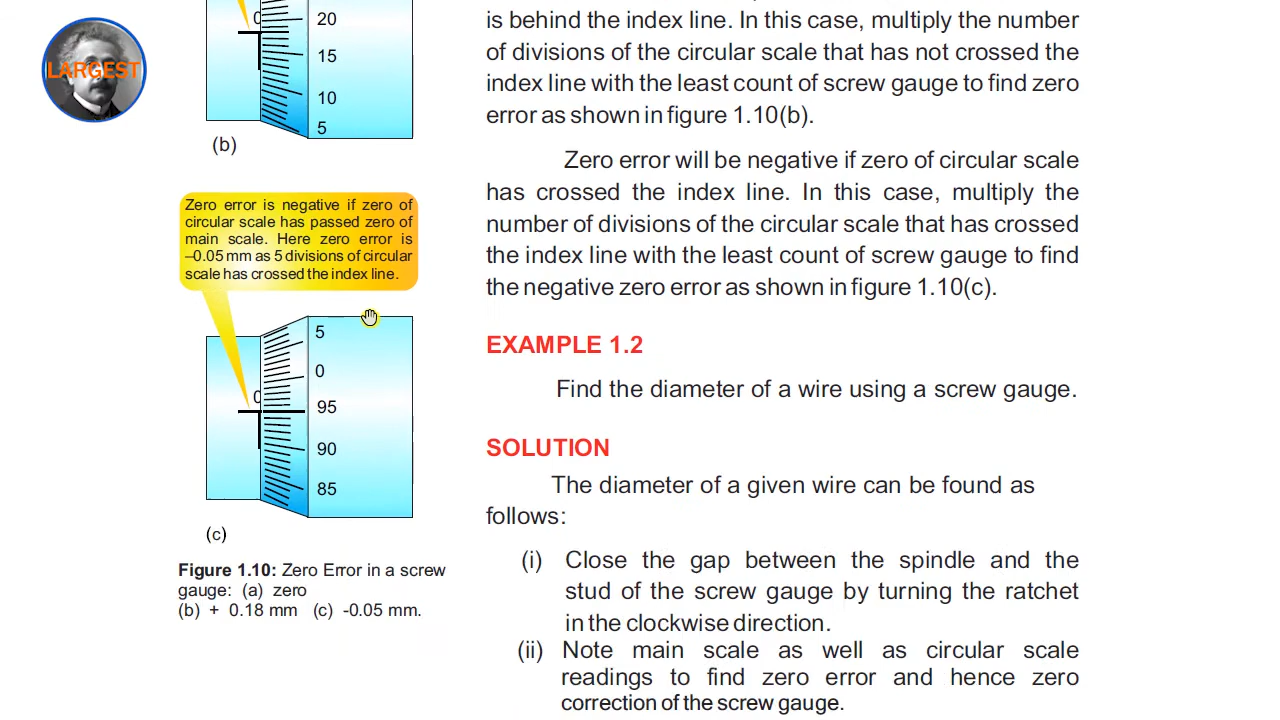 LARGEST
0
20
15
10
5
(b)
Zero error is negative if zero of
circular scale has passed zero of
main scale. Here zero error is
–0.05 mm as 5 divisions of circular
scale has crossed the index line.
5
0
0
95
90
85
(c)
Figure 1.10: Zero Error in a screw
gauge: (a) zero
(b) + 0.18 mm (c) -0.05 mm.
is behind the index line. In this case, multiply the number
of divisions of the circular scale that has not crossed the
index line with the least count of screw gauge to find zero
error as shown in figure 1.10(b).
Zero error will be negative if zero of circular scale
has crossed the index line. In this case, multiply the
number of divisions of the circular scale that has crossed
the index line with the least count of screw gauge to find
the negative zero error as shown in figure 1.10(c).
EXAMPLE 1.2
Find the diameter of a wire using a screw gauge.
SOLUTION
The diameter of a given wire can be found as
follows:
(i) Close the gap between the spindle and the
stud of the screw gauge by turning the ratchet
in the clockwise direction.
(ii) Note main scale as well as circular scale
readings to find zero error and hence zero
correction of the screw gauge.